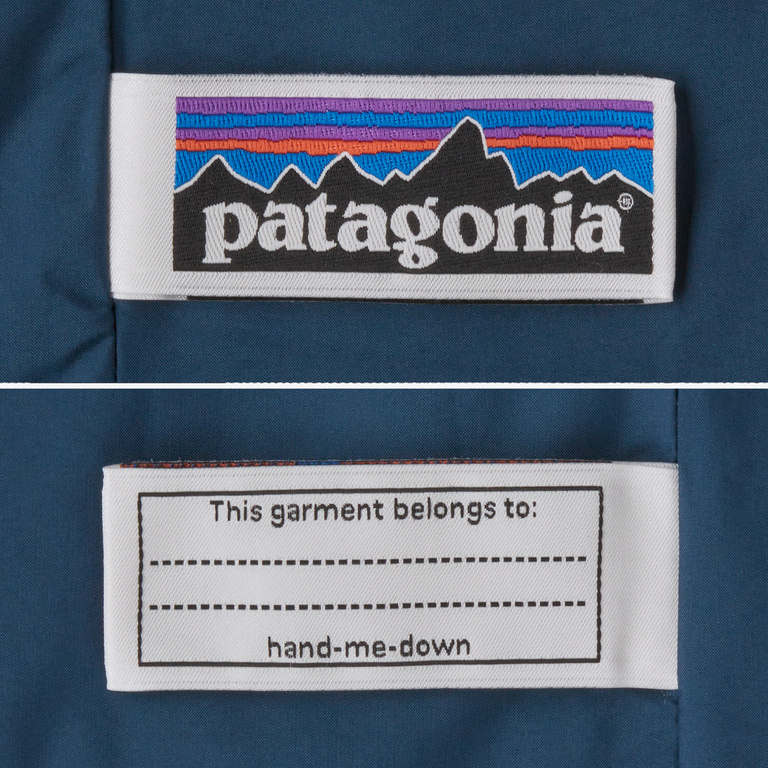 patagonia®
This garment belongs to:
hand-me-down